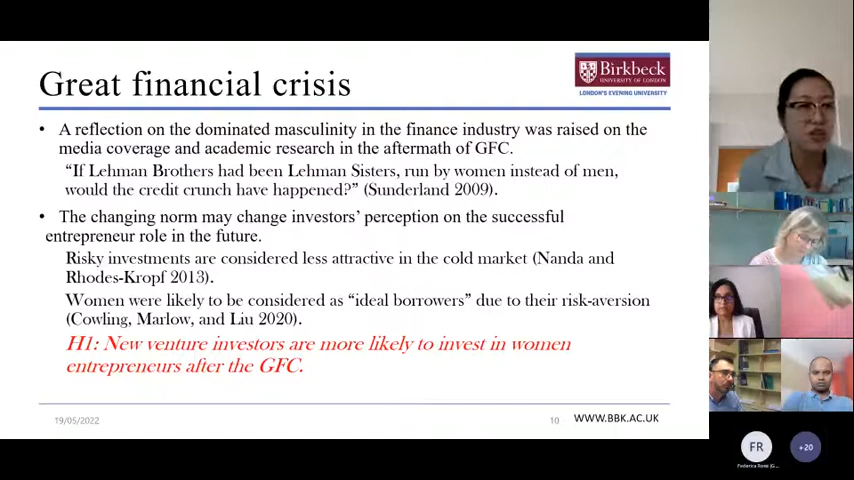 Great financial crisis
Birkbeck
UNIVERSITY OF LONDON
LONDON'S EVENING UNIVERSITY
• A reflection on the dominated masculinity in the finance industry was raised on the
media coverage and academic research in the aftermath of GFC.
“If Lehman Brothers had been Lehman Sisters, run by women instead of men,
would the credit crunch have happened?” (Sunderland 2009).
• The changing norm may change investors’ perception on the successful
entrepreneur role in the future.
Risky investments are considered less attractive in the cold market (Nanda and
Rhodes-Kropf 2013).
Women were likely to be considered as “ideal borrowers” due to their risk-aversion
(Cowling, Marlow, and Liu 2020).
H1: New venture investors are more likely to invest in women
entrepreneurs after the GFC.
19/05/2022
10
WWW.BBK.AC.UK
FR
+20
Federica Rossi (G...